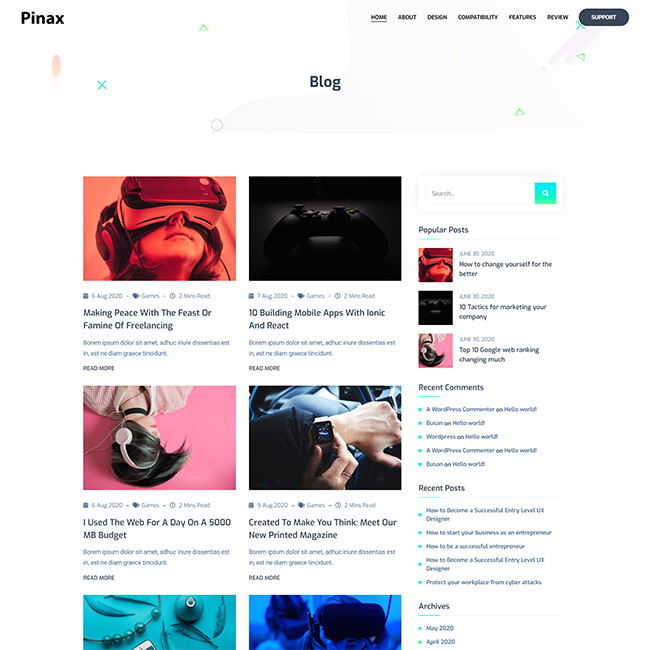 Pinax
HOME ABOUT DESIGN COMPATIBILITY FEATURES REVIEW SUPPORT
Blog
6 Aug 2020 - Games - 2 Mins Read
Making Peace With The Feast Or
Famine Of Freelancing
Borem ipsum dolor sit amet, adhuc iriure dissentias est
in, est ne diam graece tincidunt.
READ MORE
7 Aug 2020 - Games - 2 Mins Read
10 Building Mobile Apps With Ionic
And React
Borem ipsum dolor sit amet, adhuc iriure dissentias est
in, est ne diam graece tincidunt.
READ MORE
6 Aug 2020 - Games - 2 Mins Read
I Used The Web For A Day On A 5000
MB Budget
Borem ipsum dolor sit amet, adhuc iriure dissentias est
in, est ne diam graece tincidunt.
READ MORE
9 Aug 2020 - Games - 2 Mins Read
Created To Make You Think: Meet Our
New Printed Magazine
Borem ipsum dolor sit amet, adhuc iriure dissentias est
in, est ne diam graece tincidunt.
READ MORE
Search...
Popular Posts
JUNE 30, 2020
How to change yourself for the
better
JUNE 30, 2020
10 Tactics for marketing your
company
JUNE 30, 2020
Top 10 Google web ranking
changing much
Recent Comments
A WordPress Commenter on Hello world!
Busan on Hello world!
Wordpress on Hello world!
A WordPress Commenter on Hello world!
Busan on Hello world!
Recent Posts
How to Become a Successful Entry Level UX
Designer
How to start your business as an entrepreneur
How to be a successful entrepreneur
How to Become a Successful Entry Level UX
Designer
Protect your workplace from cyber attacks
Archives
May 2020
April 2020